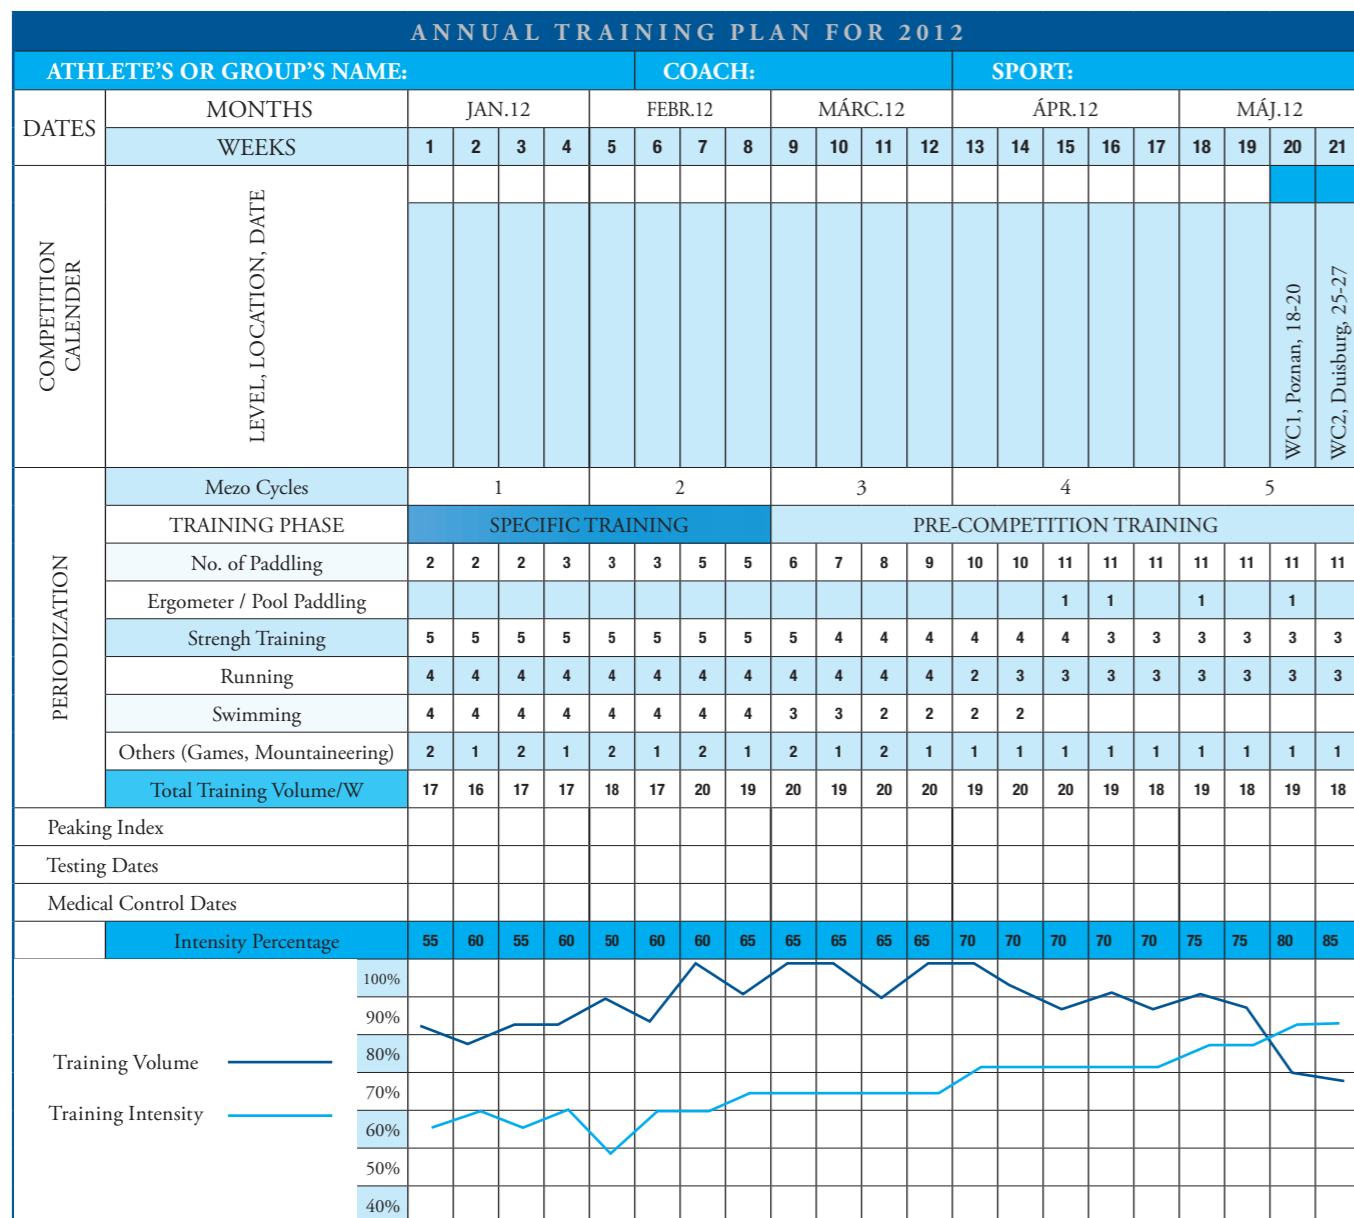 ANNUAL TRAINING PLAN FOR 2012
ATHLETE'S OR GROUP'S NAME: COACH: SPORT:
DATES
MONTHS JAN.12 FEBR.12 MÁRC.12 ÁPR.12 MÁJ.12
WEEKS 1 2 3 4 5 6 7 8 9 10 11 12 13 14 15 16 17 18 19 20 21
COMPETITION
CALENDER
LEVEL, LOCATION, DATE
WC1, Poznan, 18-20
WC2, Duisburg, 25-27
PERIODIZATION
Mezo Cycles 1 2 3 4 5
TRAINING PHASE SPECIFIC TRAINING PRE-COMPETITION TRAINING
No. of Paddling 2 2 2 3 3 3 5 5 6 7 8 9 10 10 11 11 11 11 11 11 11
Ergometer / Pool Paddling 1 1 1 1
Strengh Training 5 5 5 5 5 5 5 5 5 4 4 4 4 4 4 3 3 3 3 3 3
Running 4 4 4 4 4 4 4 4 4 4 4 4 2 3 3 3 3 3 3 3 3
Swimming 4 4 4 4 4 4 4 4 3 3 2 2 2 2
Others (Games, Mountaineering) 2 1 2 1 2 1 2 1 2 1 2 1 1 1 1 1 1 1 1 1 1
Total Training Volume/W 17 16 17 17 18 17 20 19 20 19 20 20 19 20 20 19 18 19 18 19 18
Peaking Index
Testing Dates
Medical Control Dates
Intensity Percentage 55 60 55 60 50 60 60 65 65 65 65 65 70 70 70 70 70 75 75 80 85
100%
90%
80%
70%
60%
50%
40%
Training Volume
Training Intensity